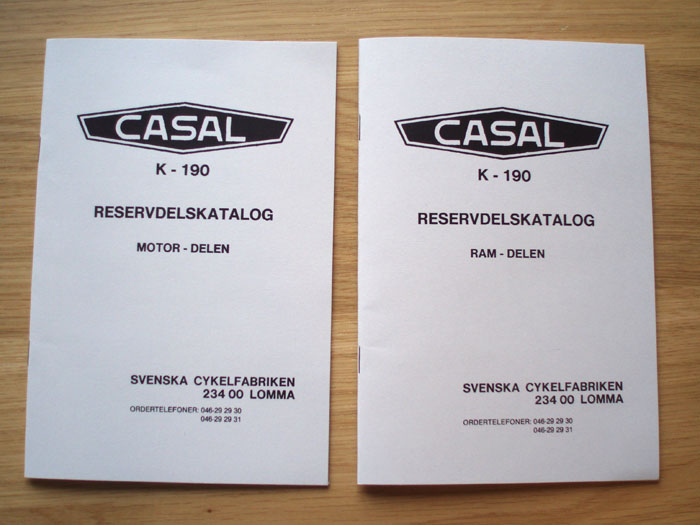 CASAL
K - 190
RESERVDELSKATALOG
MOTOR - DELEN
SVENSKA CYKELFABRIKEN
234 00 LOMMA
ORDERTELEFONER: 046-29 29 30
046-29 29 31
CASAL
K - 190
RESERVDELSKATALOG
RAM - DELEN
SVENSKA CYKELFABRIKEN
234 00 LOMMA
ORDERTELEFONER: 046-29 29 30
046-29 29 31